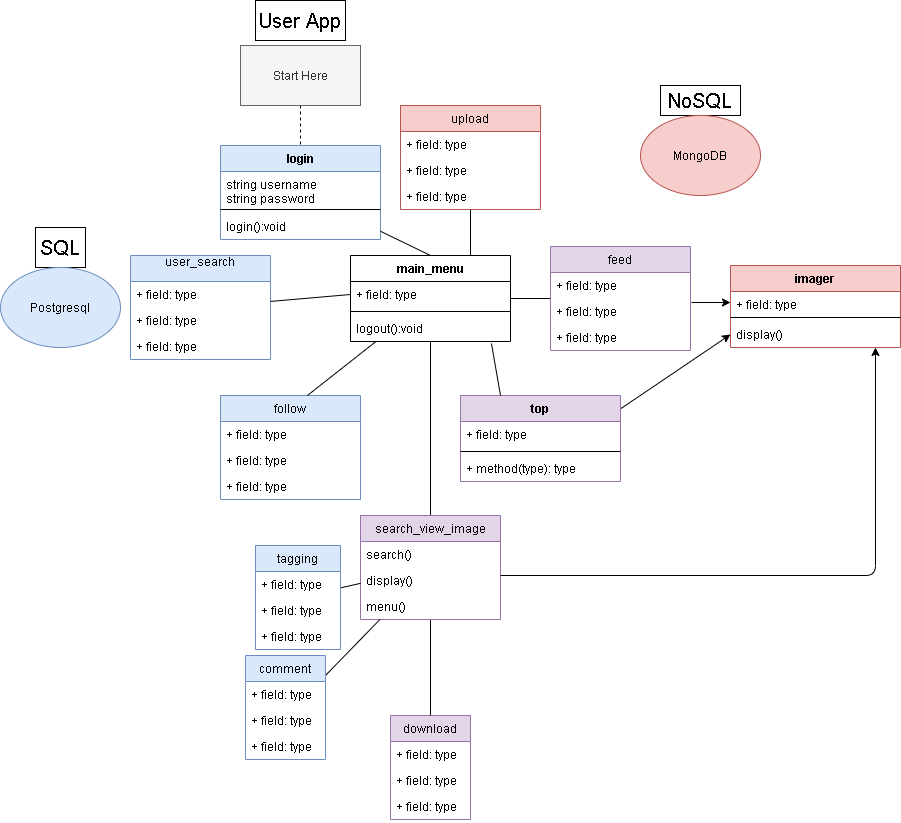 User App
Start Here
NoSQL
MongoDB
upload
+ field: type
+ field: type
+ field: type
login
string username
string password
login():void
SQL
Postgresql
user_search
+ field: type
+ field: type
+ field: type
main_menu
+ field: type
logout():void
feed
+ field: type
+ field: type
+ field: type
imager
+ field: type
display()
follow
+ field: type
+ field: type
+ field: type
top
+ field: type
+ method(type): type
search_view_image
search()
display()
menu()
tagging
+ field: type
+ field: type
+ field: type
comment
+ field: type
+ field: type
+ field: type
download
+ field: type
+ field: type
+ field: type